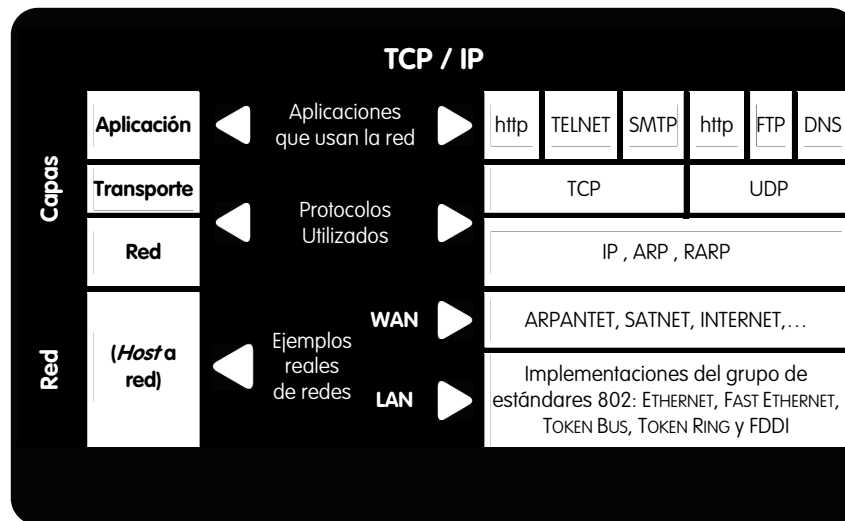 TCP / IP
Capas
Aplicación
Aplicaciones
que usan la red
http
TELNET
SMTP
http
FTP
DNS
Transporte
Protocolos
Utilizados
TCP
UDP
Red
IP , ARP , RARP
Red
(Host a
red)
Ejemplos
reales
de redes
WAN
ARPANTET, SATNET, INTERNET,...
LAN
Implementaciones del grupo de
estándares 802: ETHERNET, FAST ETHERNET,
TOKEN BUS, TOKEN RING y FDDI